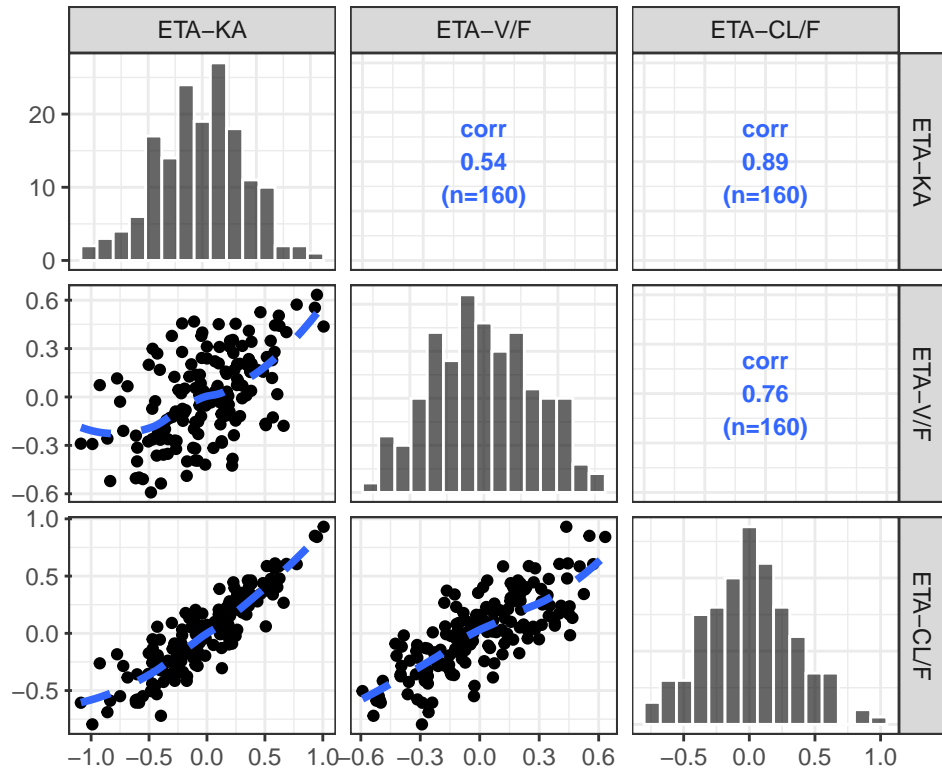 ETA−KA ETA−V/F ETA−CL/F
20
10
0
corr
0.54
(n=160)
corr
0.89
(n=160)
ETA−KA
0.6
0.3
0.0
−0.3
−0.6
corr
0.76
(n=160)
ETA−V/F
1.0
0.5
0.0
−0.5
ETA−CL/F
−1.0 −0.5 0.0 0.5 1.0 −0.6 −0.3 0.0 0.3 0.6 −0.5 0.0 0.5 1.0